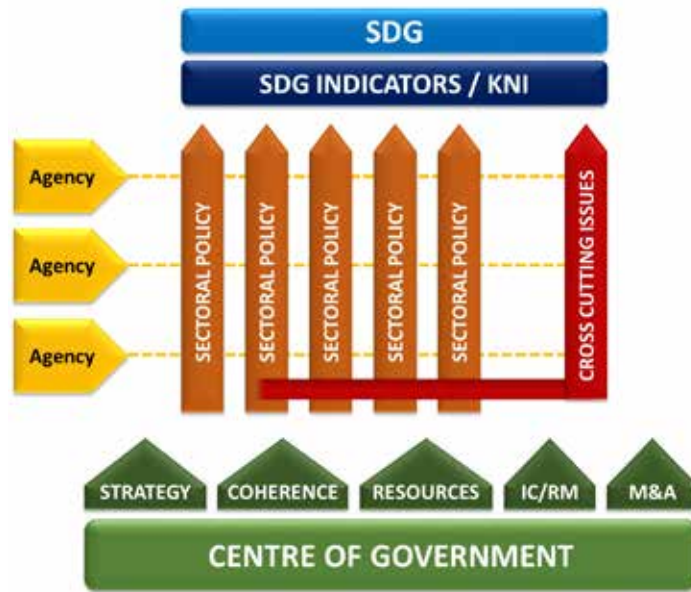 SDG
SDG INDICATORS / KNI
Agency
Agency
Agency
SECTORAL POLICY
SECTORAL POLICY
SECTORAL POLICY
SECTORAL POLICY
SECTORAL POLICY
CROSS CUTTING ISSUES
STRATEGY
COHERENCE
RESOURCES
IC/RM
M&A
CENTRE OF GOVERNMENT